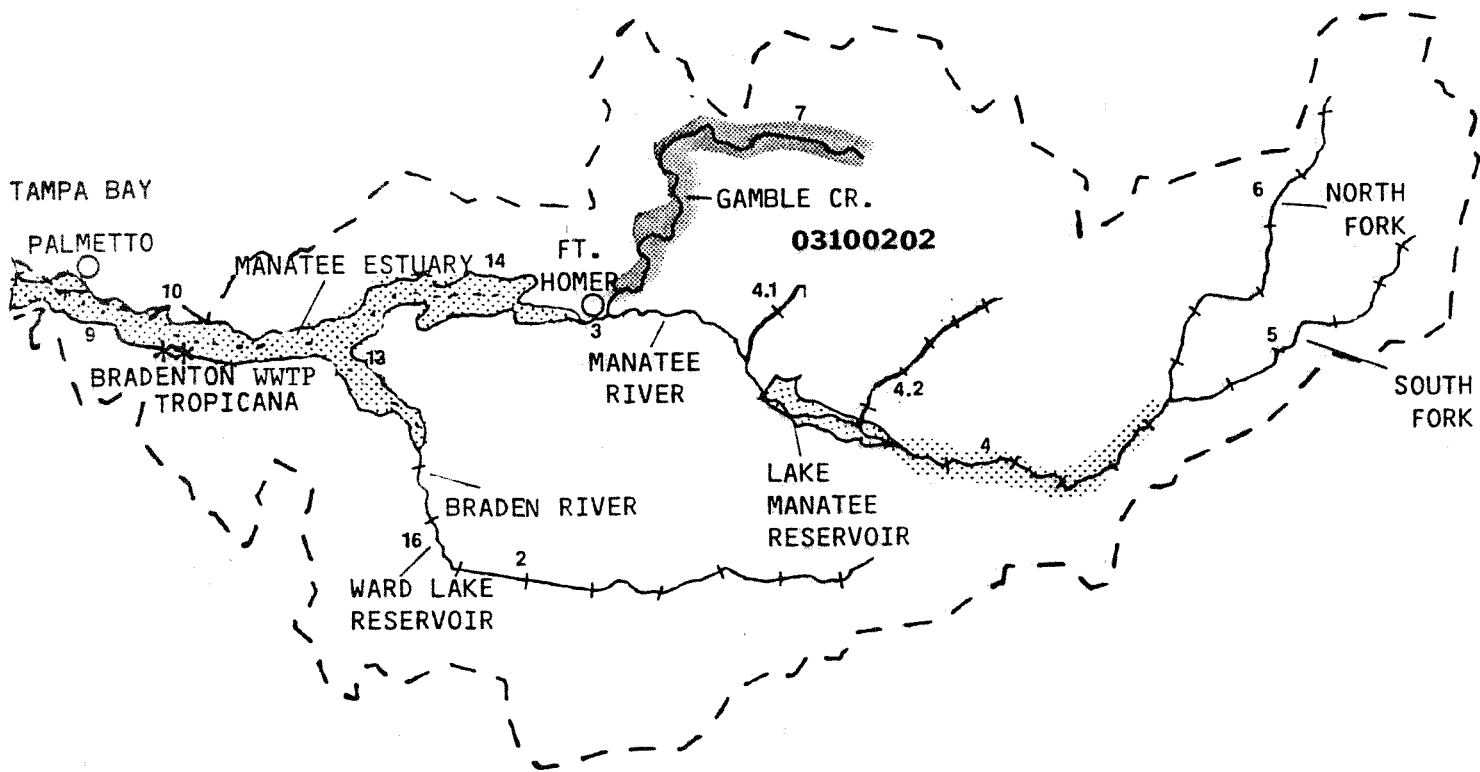 7
TAMPA BAY
GAMBLE CR.
6
NORTH
FORK
PALMETTO
03100202
FT.
HOMER
MANATEE ESTUARY
14
4.1
10
3
9
MANATEE
RIVER
5
13
BRADENTON WWTP
TROPICANA
4.2
SOUTH
FORK
4
LAKE
MANATEE
RESERVOIR
BRADEN RIVER
16
2
WARD LAKE
RESERVOIR